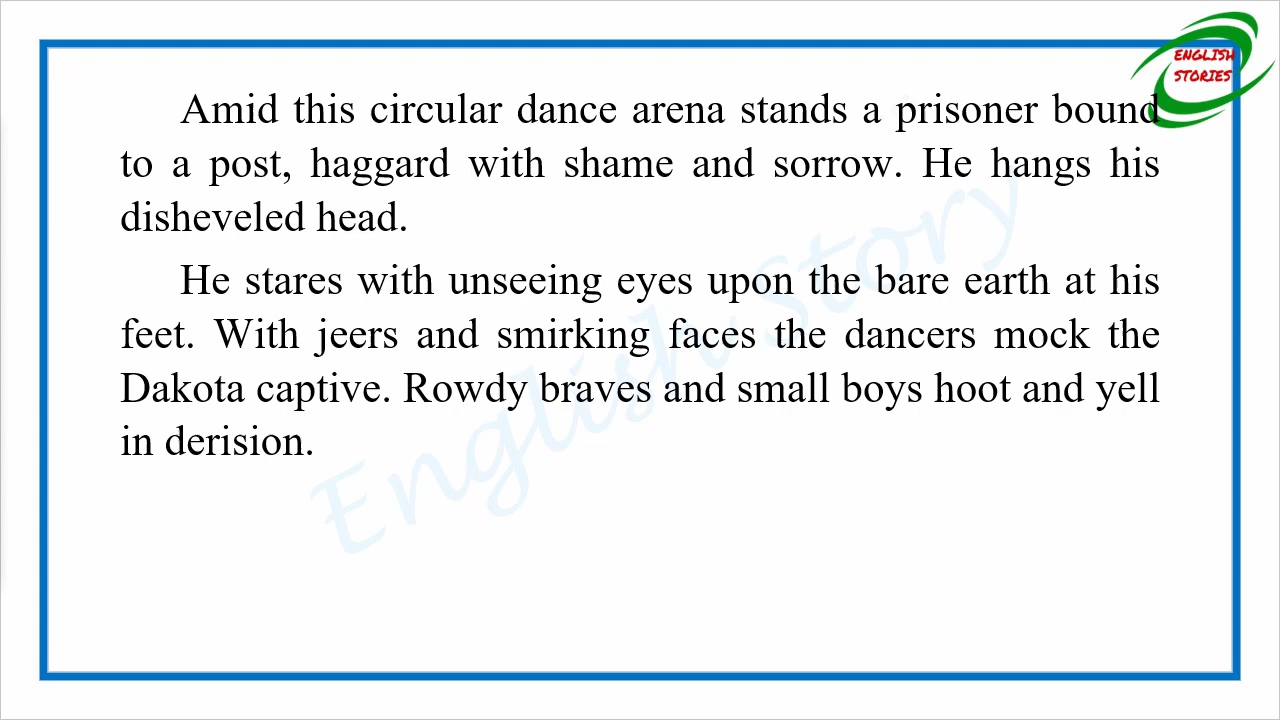 ENGLISH
STORIES
Amid this circular dance arena stands a prisoner bound
to a post, haggard with shame and sorrow. He hangs his
disheveled head.
He stares with unseeing eyes upon the bare earth at his
feet. With jeers and smirking faces the dancers mock the
Dakota captive. Rowdy braves and small boys hoot and yell
in derision.
English Story